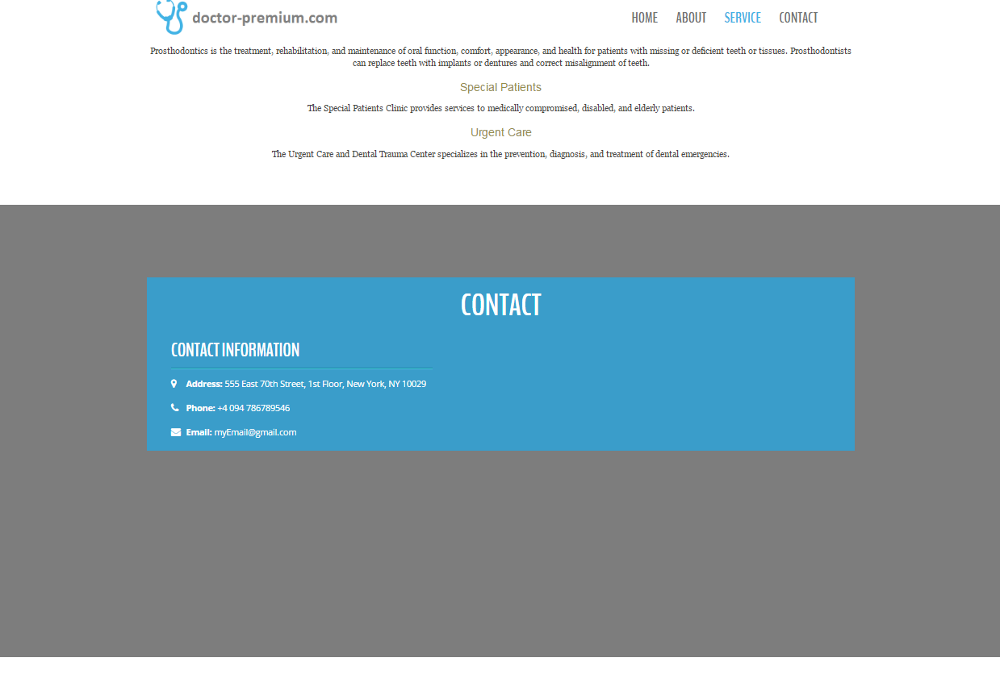 doctor-premium.com
HOME ABOUT SERVICE CONTACT
Prosthodontics is the treatment, rehabilitation, and maintenance of oral function, comfort, appearance, and health for patients with missing or deficient teeth or tissues. Prosthodontists
can replace teeth with implants or dentures and correct misalignment of teeth.
Special Patients
The Special Patients Clinic provides services to medically compromised, disabled, and elderly patients.
Urgent Care
The Urgent Care and Dental Trauma Center specializes in the prevention, diagnosis, and treatment of dental emergencies.
CONTACT
CONTACT INFORMATION
Address: 555 East 70th Street, 1st Floor, New York, NY 10029
Phone: +4 094 786789546
Email: myEmail@gmail.com